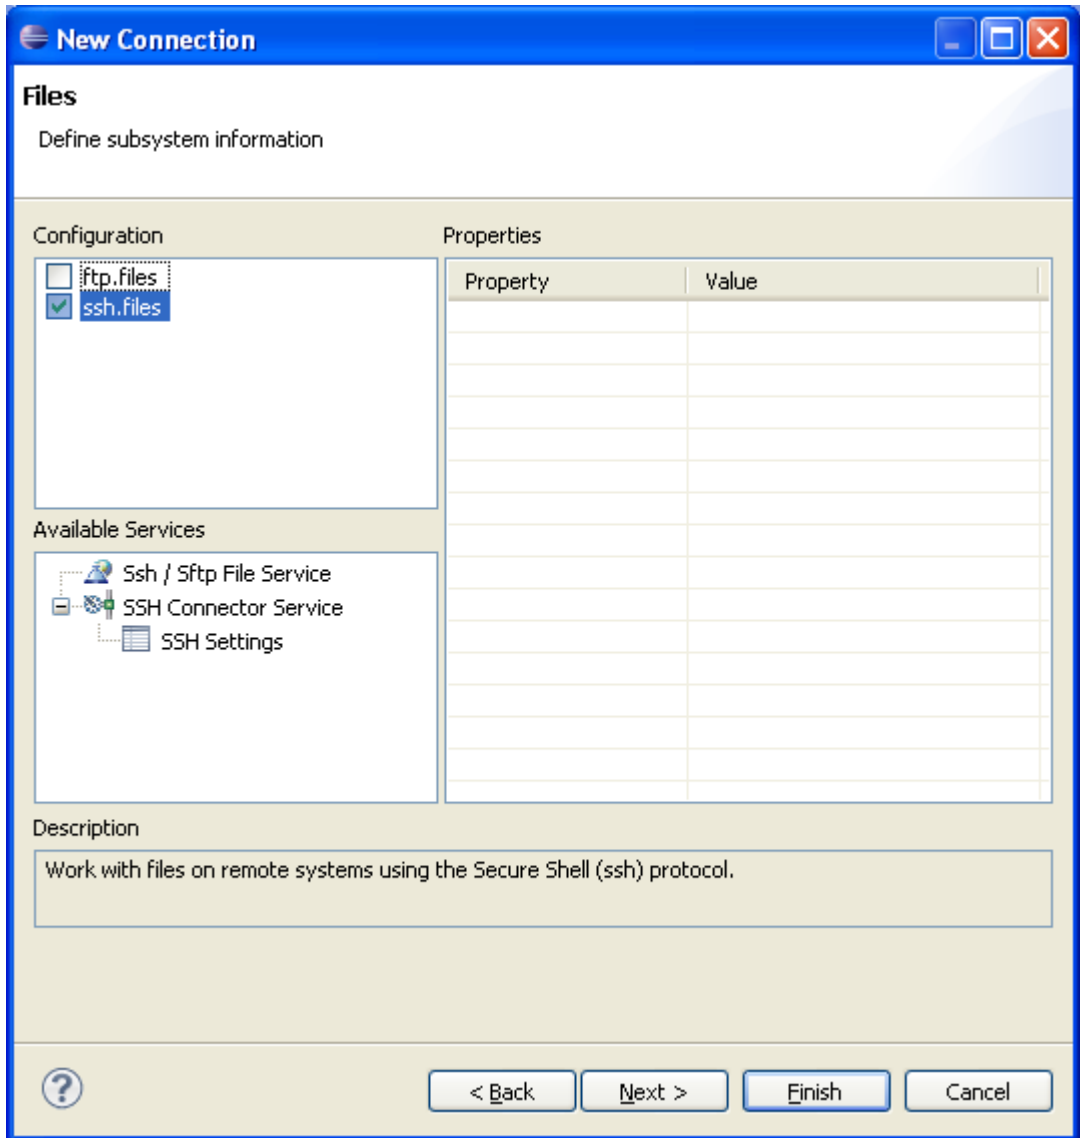 New Connection
Files
Define subsystem information
Configuration
ftp.files
ssh.files
Properties
Property Value
Available Services
Ssh / Sftp File Service
SSH Connector Service
SSH Settings
Description
Work with files on remote systems using the Secure Shell (ssh) protocol.
?
< Back Next > Finish Cancel